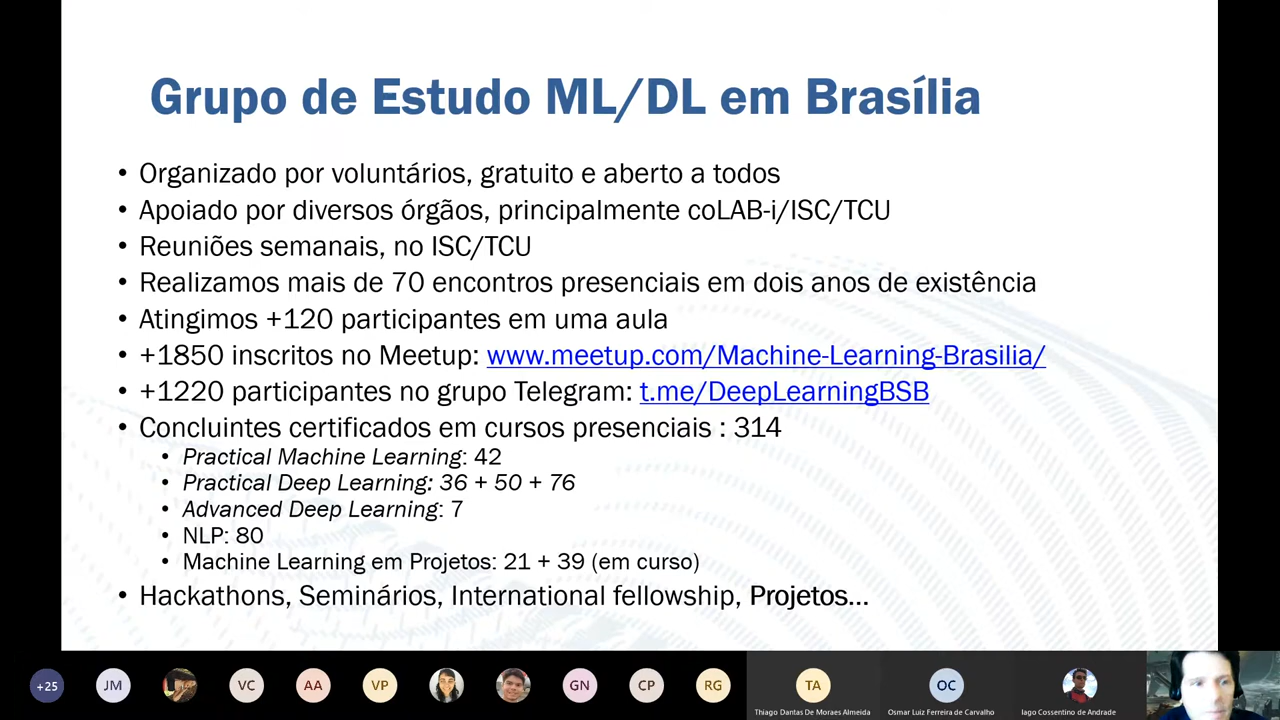 Grupo de Estudo ML/DL em Brasília
• Organizado por voluntários, gratuito e aberto a todos
• Apoiado por diversos órgãos, principalmente coLAB-i/ISC/TCU
• Reuniões semanais, no ISC/TCU
• Realizamos mais de 70 encontros presenciais em dois anos de existência
• Atingimos +120 participantes em uma aula
• +1850 inscritos no Meetup: www.meetup.com/Machine-Learning-Brasilia/
• +1220 participantes no grupo Telegram: t.me/DeepLearningBSB
• Concluintes certificados em cursos presenciais : 314
• Practical Machine Learning: 42
• Practical Deep Learning: 36 + 50 + 76
• Advanced Deep Learning: 7
• NLP: 80
• Machine Learning em Projetos: 21 + 39 (em curso)
• Hackathons, Seminários, International fellowship, Projetos...
+25 JM VC AA VP GN CP RG TA OC
Thiago Dantas De Moraes Almeida Osmar Luiz Ferreira de Carvalho Iago Cossentino de Andrade